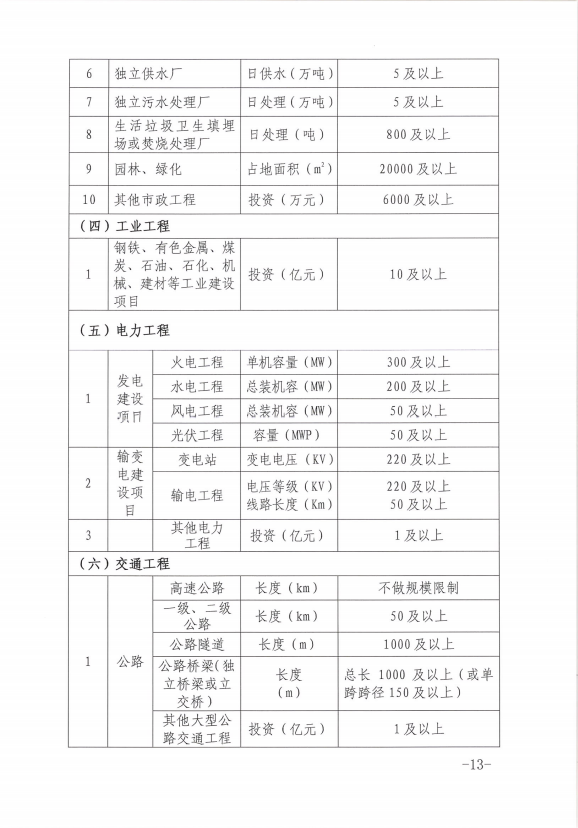 6 独立供水厂 日供水（万吨） 5及以上
7 独立污水处理厂 日处理（万吨） 5及以上
8 生活垃圾卫生填埋
场或焚烧处理厂 日处理（吨） 800及以上
9 园林、绿化 占地面积（m²） 20000及以上
10 其他市政工程 投资（万元） 6000及以上
（四）工业工程
1 钢铁、有色金属、煤
炭、石油、石化、机
械、建材等工业建设
项目 投资（亿元） 10及以上
（五）电力工程
1 发电
建设
项目 火电工程 单机容量（MW） 300及以上
水电工程 总装机容（MW） 200及以上
风电工程 总装机容（MW） 50及以上
光伏工程 容量（MWP） 50及以上
2 输变
电建
设项
目 变电站 变电电压（KV） 220及以上
输电工程 电压等级（KV） 220及以上
线路长度（Km） 50及以上
3 其他电力
工程 投资（亿元） 1及以上
（六）交通工程
1 公路 高速公路 长度（km） 不做规模限制
一级、二级
公路 长度（km） 50及以上
公路隧道 长度（m） 1000及以上
公路桥梁（独
立桥梁或立
交桥） 长度
（m） 总长 1000 及以上（或单
跨跨径150及以上）
其他大型公
路交通工程 投资（亿元） 1及以上
-13-